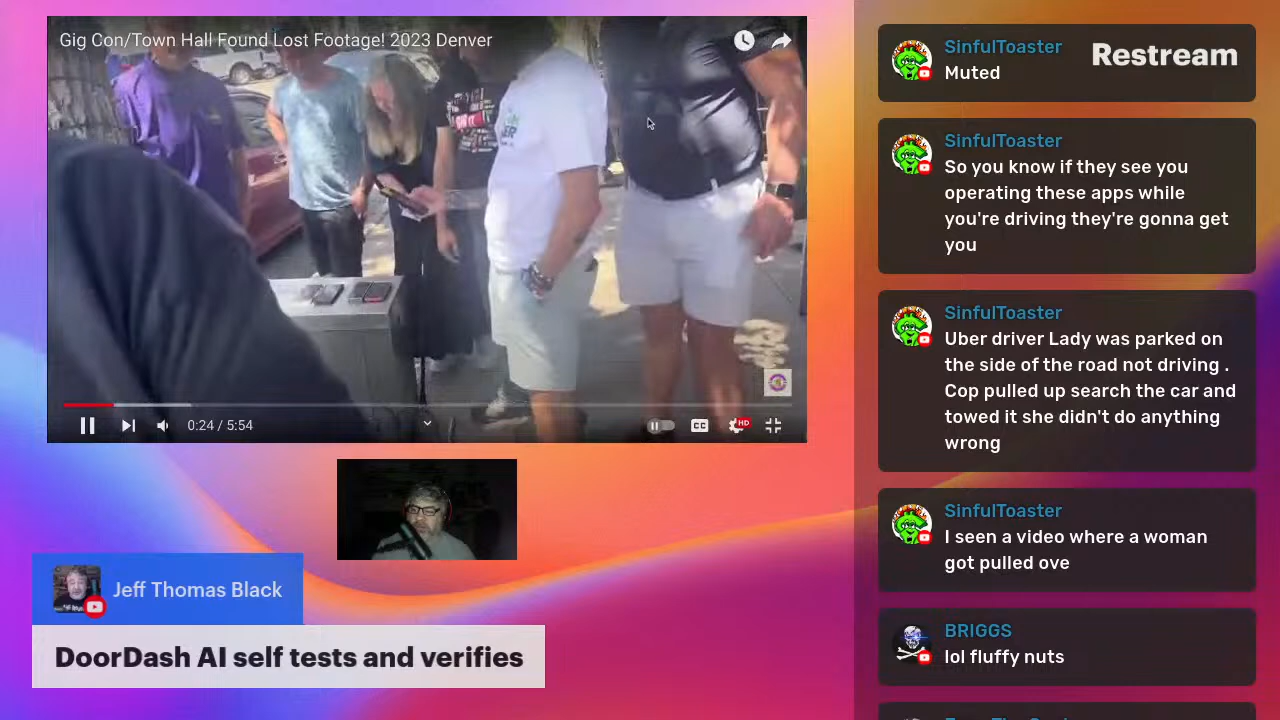 Gig Con/Town Hall Found Lost Footage! 2023 Denver
0:24 / 5:54
CC
HD
Jeff Thomas Black
DoorDash AI self tests and verifies
Restream
SinfulToaster
Muted
SinfulToaster
So you know if they see you
operating these apps while
you're driving they're gonna get
you
SinfulToaster
Uber driver Lady was parked on
the side of the road not driving .
Cop pulled up search the car and
towed it she didn't do anything
wrong
SinfulToaster
I seen a video where a woman
got pulled ove
BRIGGS
lol fluffy nuts